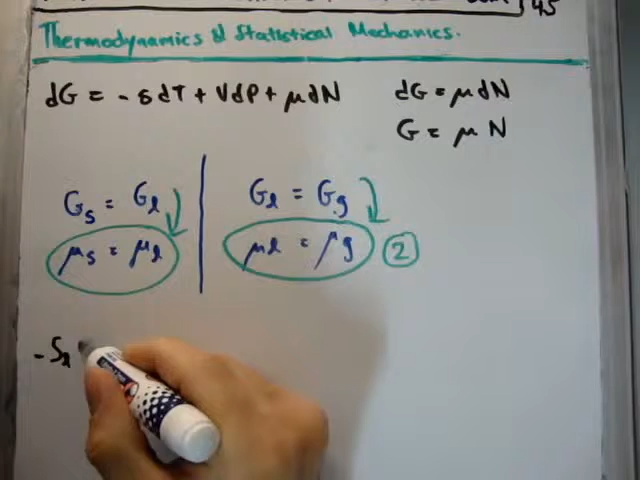 45
Thermodynamics & Statistical Mechanics.
dG = - SdT + VdP + μdN
dG = μdN
G = μ N
Gs = Gl
Gl = Gg
μs = μl
μl = μg
2
- Sl